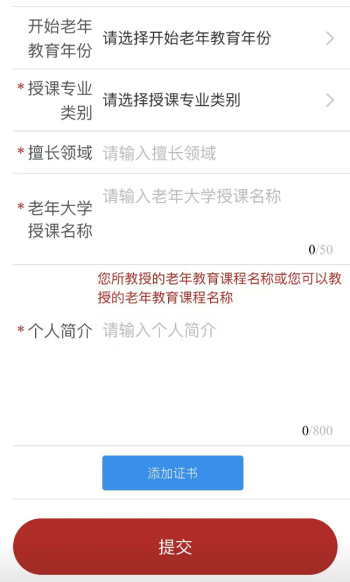 开始老年
教育年份
请选择开始老年教育年份
* 授课专业
类别
请选择授课专业类别
* 擅长领域 请输入擅长领域
请输入老年大学授课名称
* 老年大学
授课名称
0/50
您所教授的老年教育课程名称或您可以教
授的老年教育课程名称
* 个人简介 请输入个人简介
0/800
添加证书
提交